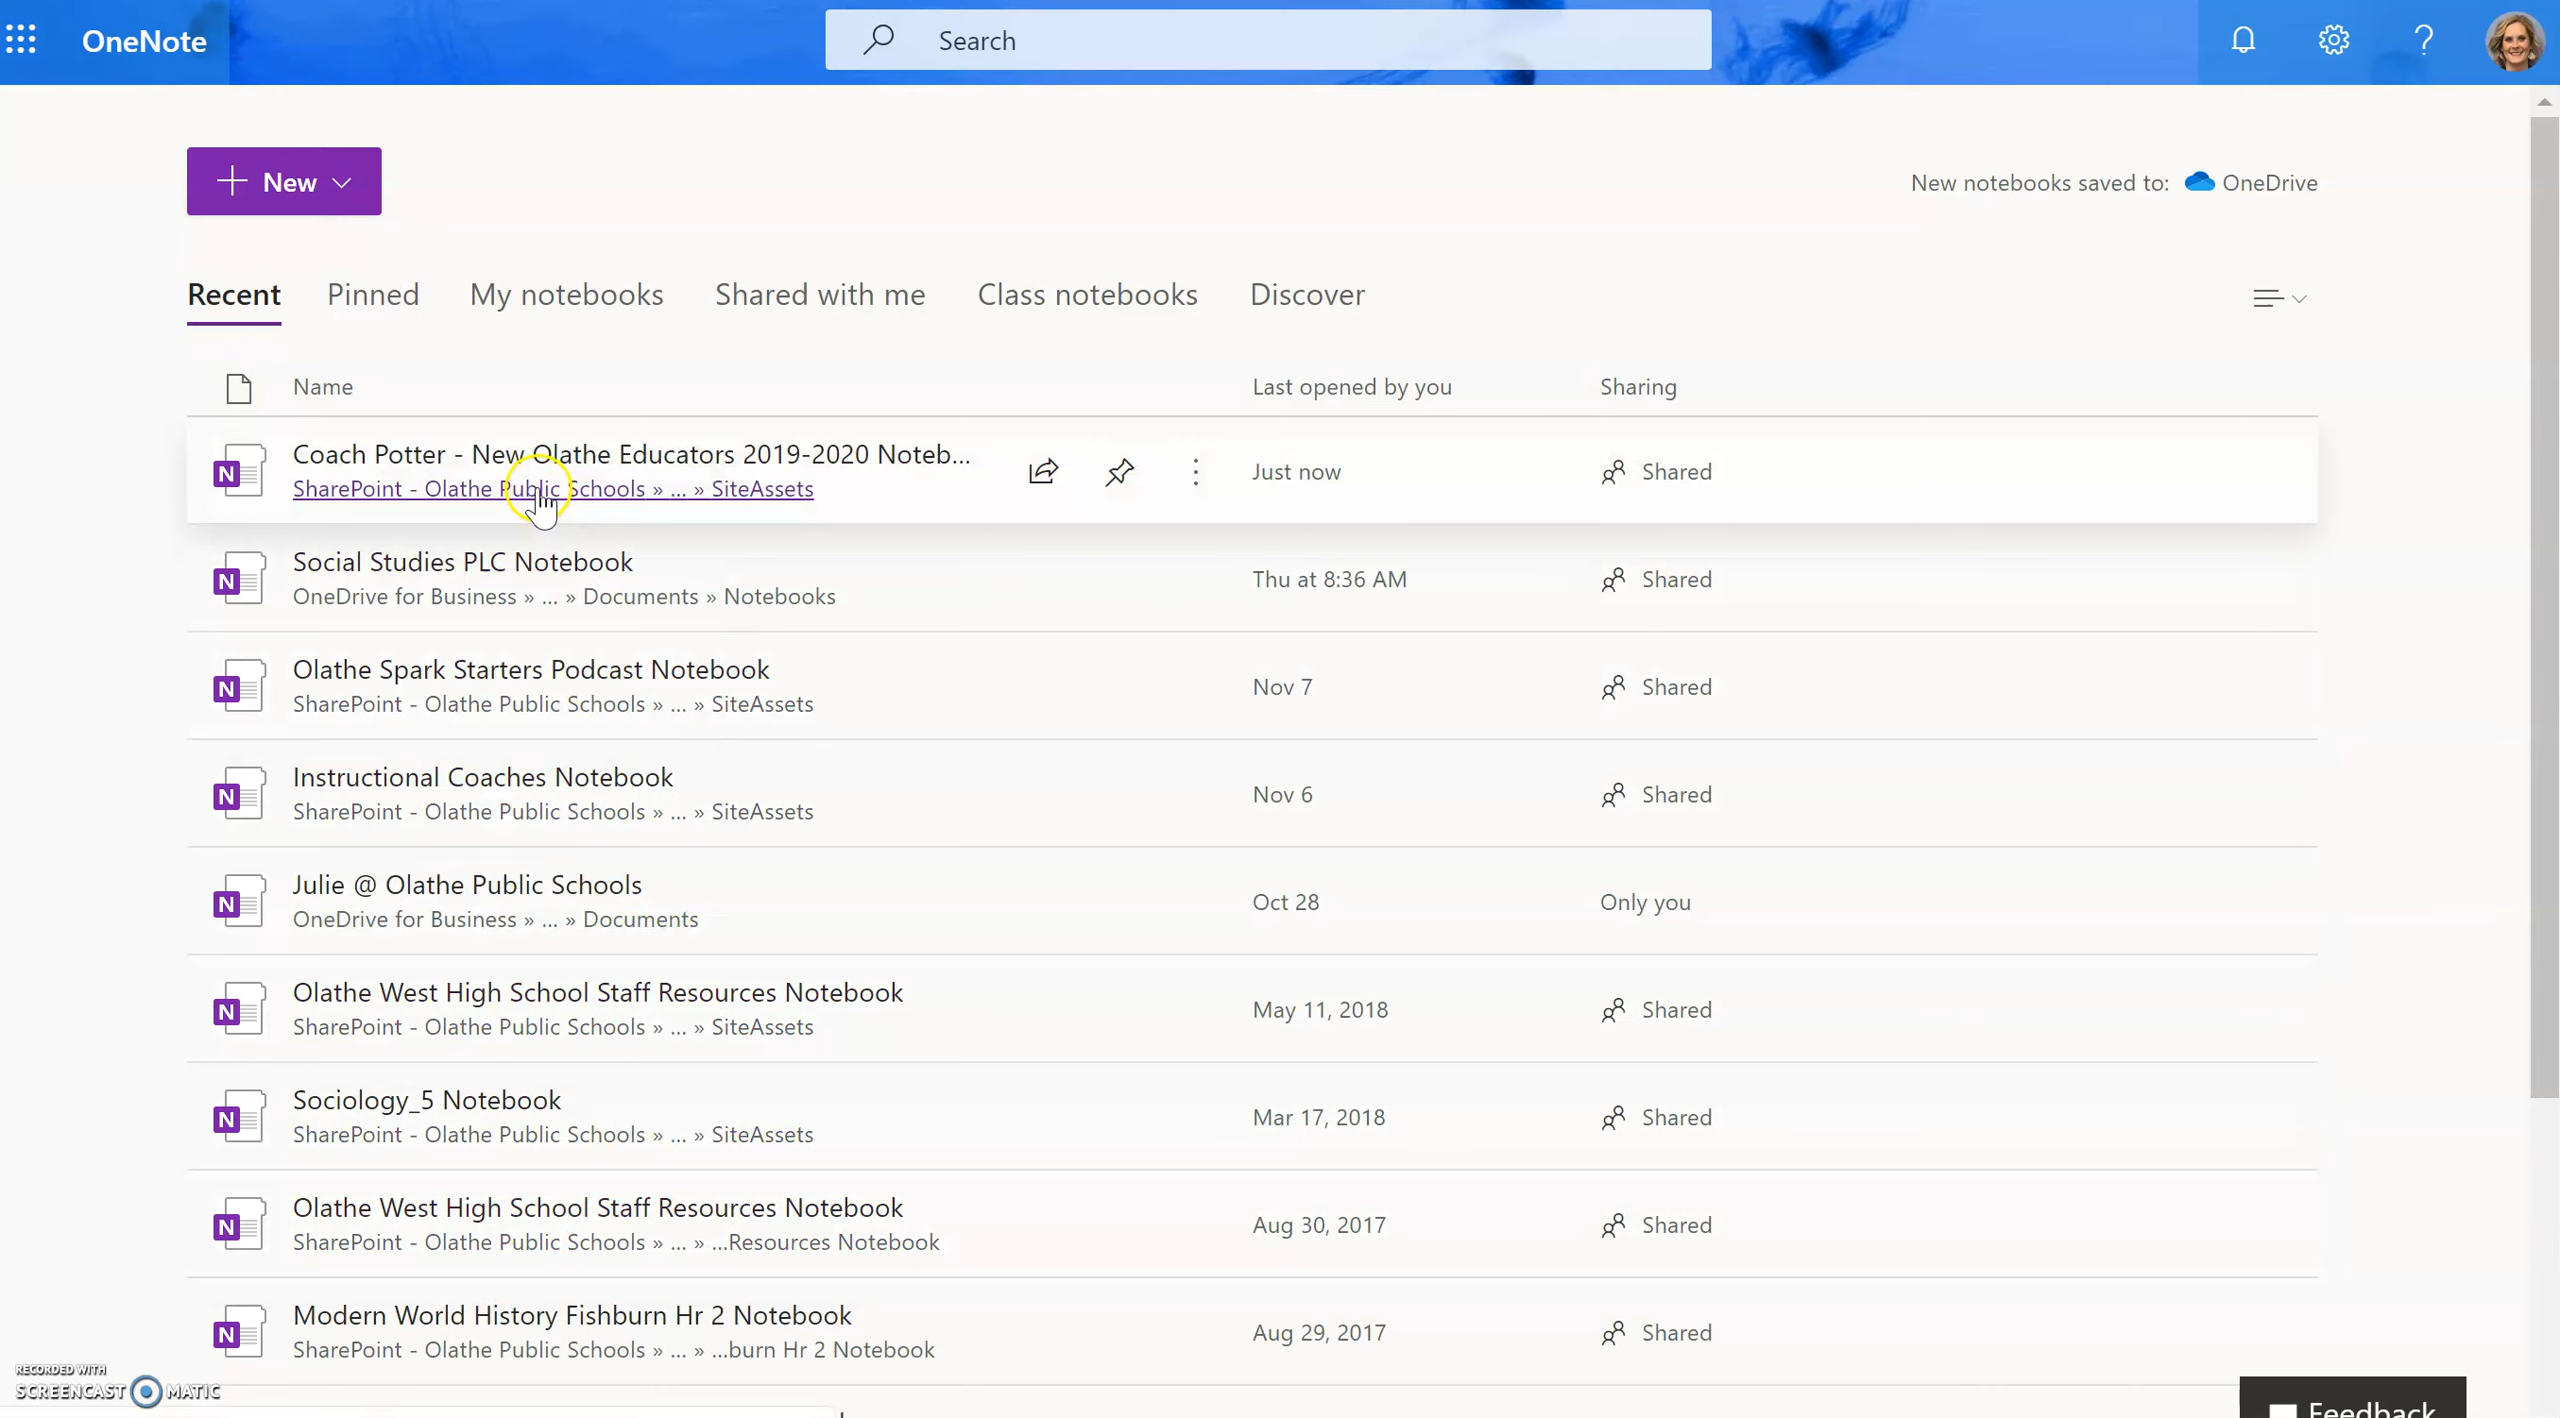 OneNote
Search
New
New notebooks saved to: OneDrive
Recent Pinned My notebooks Shared with me Class notebooks Discover
Name Last opened by you Sharing
Coach Potter - New Olathe Educators 2019-2020 Noteb...
SharePoint - Olathe Public Schools » ... » SiteAssets
Just now Shared
Social Studies PLC Notebook
OneDrive for Business » ... » Documents » Notebooks
Thu at 8:36 AM Shared
Olathe Spark Starters Podcast Notebook
SharePoint - Olathe Public Schools » ... » SiteAssets
Nov 7 Shared
Instructional Coaches Notebook
SharePoint - Olathe Public Schools » ... » SiteAssets
Nov 6 Shared
Julie @ Olathe Public Schools
OneDrive for Business » ... » Documents
Oct 28 Only you
Olathe West High School Staff Resources Notebook
SharePoint - Olathe Public Schools » ... » SiteAssets
May 11, 2018 Shared
Sociology_5 Notebook
SharePoint - Olathe Public Schools » ... » SiteAssets
Mar 17, 2018 Shared
Olathe West High School Staff Resources Notebook
SharePoint - Olathe Public Schools » ... » ...Resources Notebook
Aug 30, 2017 Shared
Modern World History Fishburn Hr 2 Notebook
SharePoint - Olathe Public Schools » ... » ...burn Hr 2 Notebook
Aug 29, 2017 Shared
RECORDED WITH
SCREENCAST MATIC
Feedback